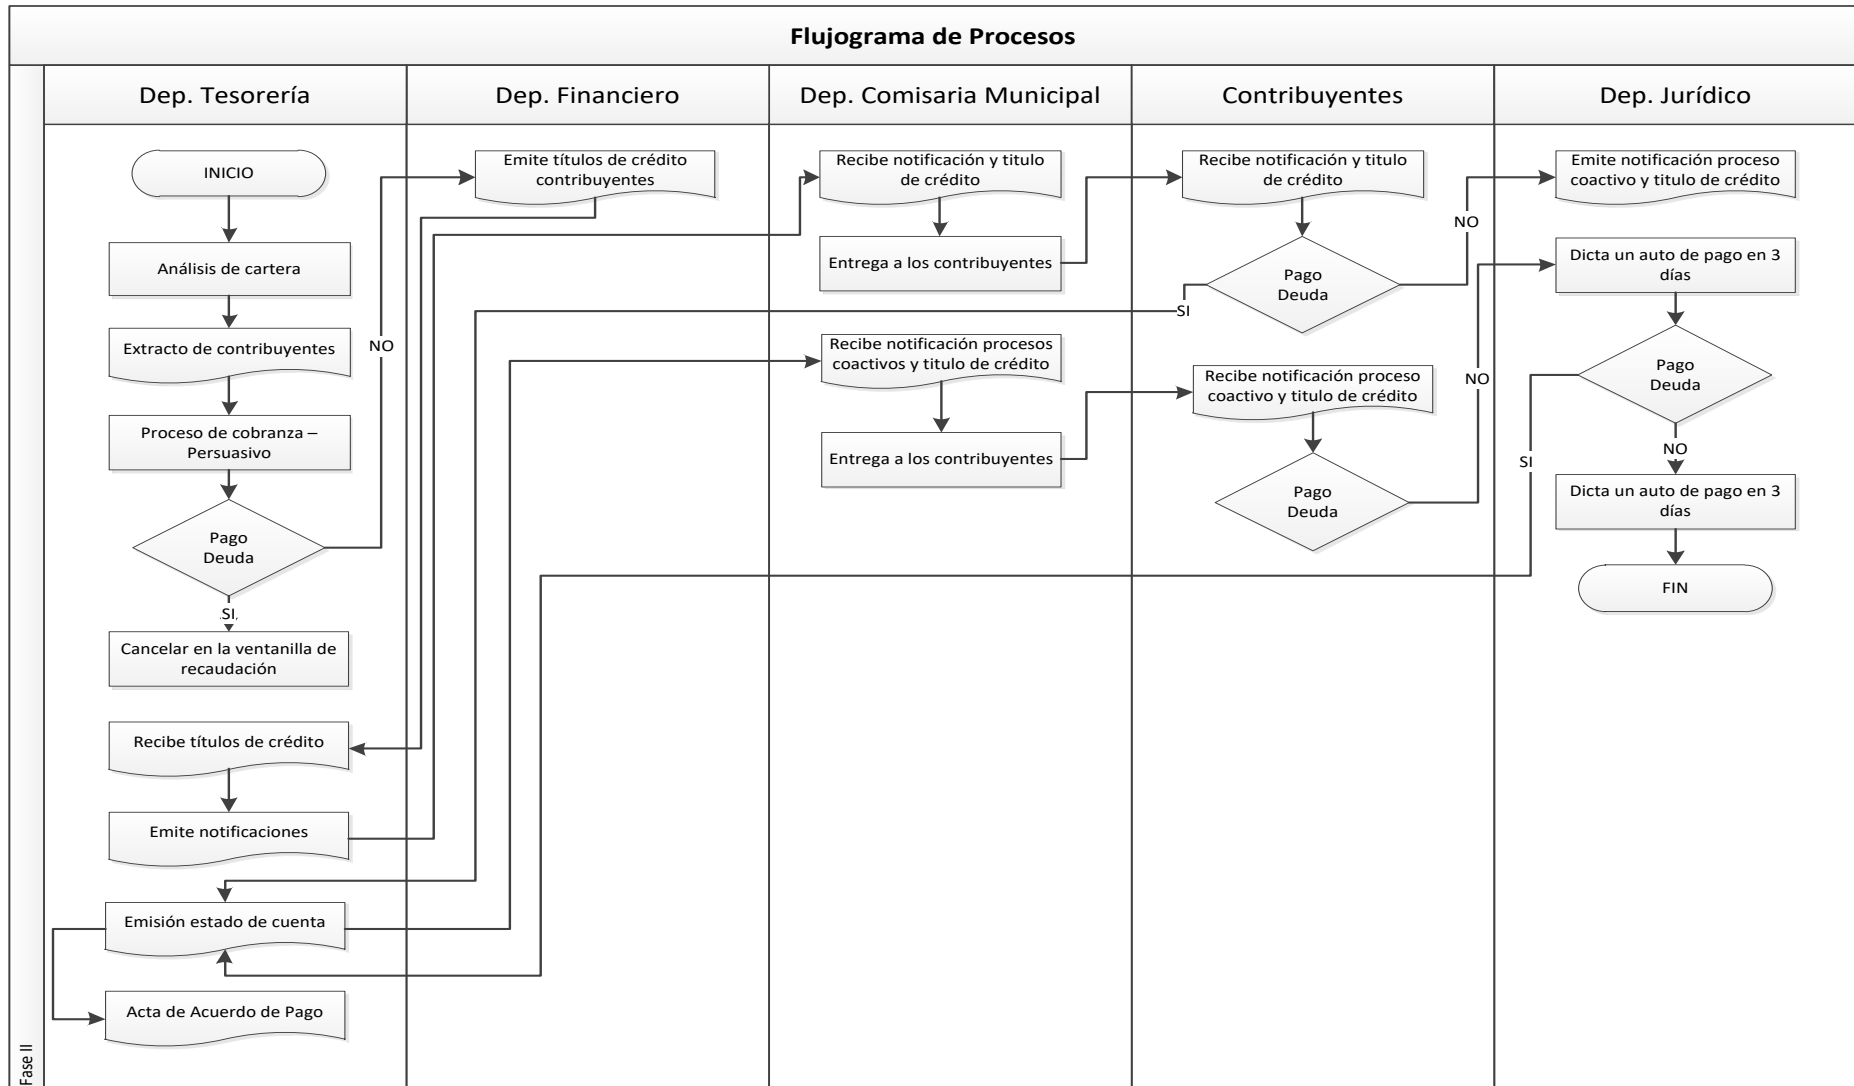 Flujograma de Procesos
Fase II
Dep. Tesorería
INICIO
Análisis de cartera
Extracto de contribuyentes
Proceso de cobranza –
Persuasivo
Pago
Deuda
NO
SI
Cancelar en la ventanilla de
recaudación
Recibe títulos de crédito
Emite notificaciones
Emisión estado de cuenta
Acta de Acuerdo de Pago
Dep. Financiero
Emite títulos de crédito
contribuyentes
Dep. Comisaria Municipal
Recibe notificación y titulo
de crédito
Entrega a los contribuyentes
Recibe notificación procesos
coactivos y titulo de crédito
Entrega a los contribuyentes
Contribuyentes
Recibe notificación y titulo
de crédito
Pago
Deuda
NO
SI
Recibe notificación proceso
coactivo y titulo de crédito
NO
Pago
Deuda
Dep. Jurídico
Emite notificación proceso
coactivo y titulo de crédito
Dicta un auto de pago en 3
días
Pago
Deuda
NO
SI
Dicta un auto de pago en 3
días
FIN